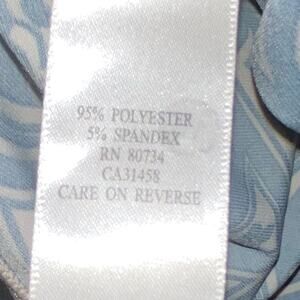 95% POLYESTER
5% SPANDEX
RN 80734
CA31458
CARE ON REVERSE